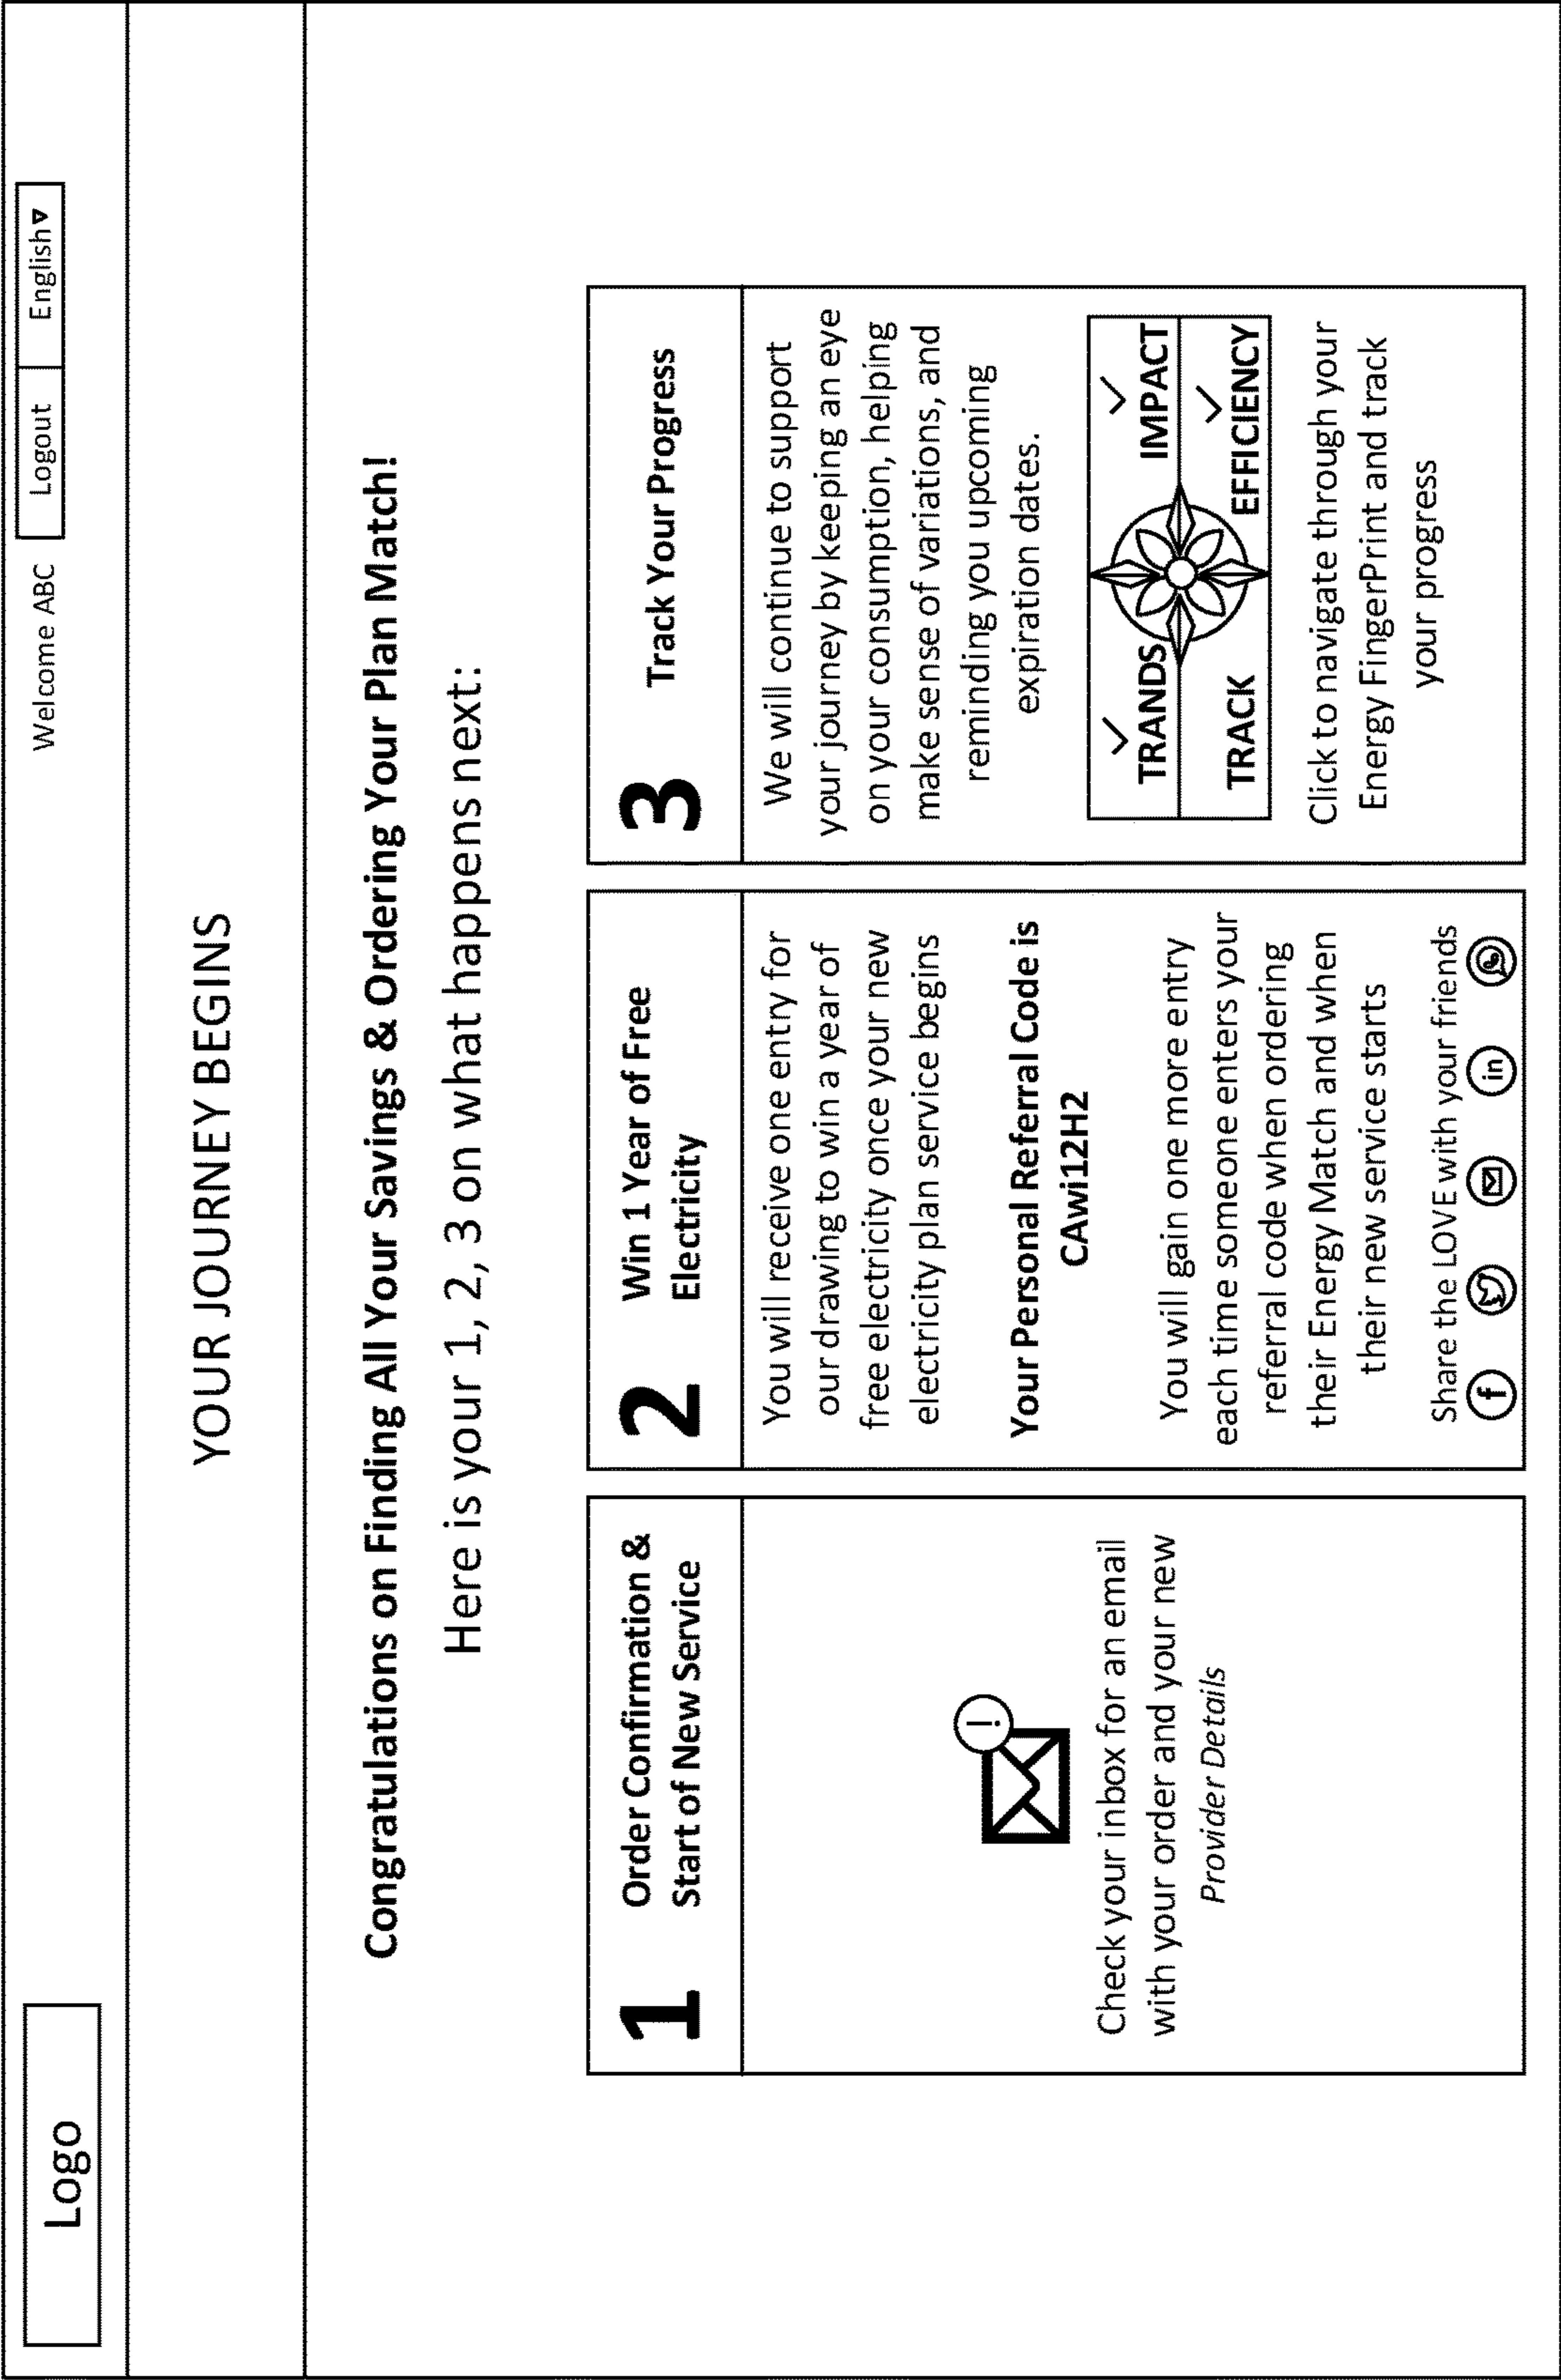 Logo
Welcome ABC
Logout
English
YOUR JOURNEY BEGINS
Congratulations on Finding All Your Savings & Ordering Your Plan Match!
Here is your 1, 2, 3 on what happens next:
1
Order Confirmation &
Start of New Service
Check your inbox for an email
with your order and your new
Provider Details
2
Win 1 Year of Free
Electricity
You will receive one entry for
our drawing to win a year of
free electricity once your new
electricity plan service begins
Your Personal Referral Code is
CAwi12H2
You will gain one more entry
each time someone enters your
referral code when ordering
their Energy Match and when
their new service starts
Share the LOVE with your friends
f
in
3
Track Your Progress
We will continue to support
your journey by keeping an eye
on your consumption, helping
make sense of variations, and
reminding you upcoming
expiration dates.
TRANDS
IMPACT
TRACK
EFFICIENCY
Click to navigate through your
Energy FingerPrint and track
your progress